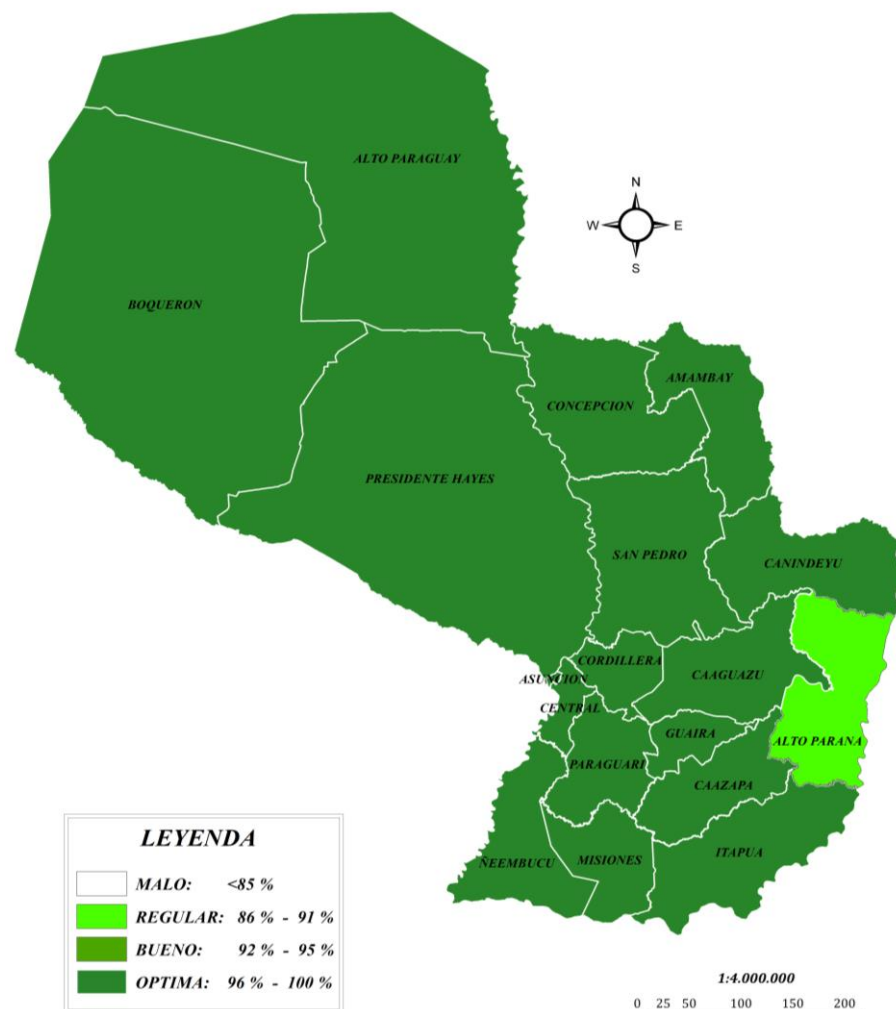 ALTO PARAGUAY
N
W E
S
BOQUERON
AMAMBAY
CONCEPCION
PRESIDENTE HAYES
SAN PEDRO
CANINDEYU
CORDILLERA
CAAGUAZU
ASUNCION
CENTRAL
GUAIRA
ALTO PARANA
PARAGUARI
CAAZAPA
ITAPUA
ÑEEMBUCU
MISIONES
LEYENDA
MALO: <85 %
REGULAR: 86 % - 91 %
BUENO: 92 % - 95 %
OPTIMA: 96 % - 100 %
1:4.000.000
0 25 50 100 150 200